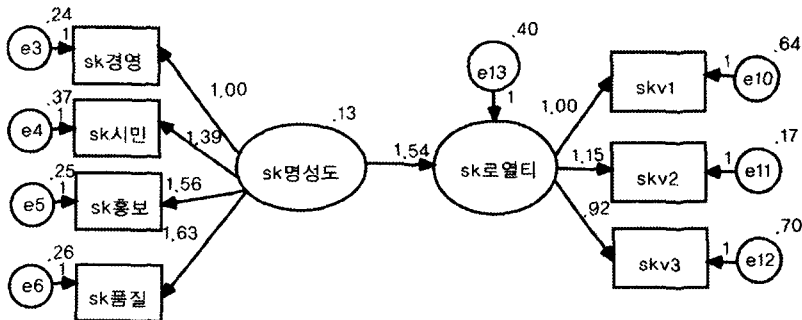 .24
1
e3
sk경영
.37
1
e4
sk시민
.25
1
e5
sk홍보
.26
1
e6
sk품질
1.00
1.39
1.56
1.63
.13
sk명성도
1.54
.40
e13
1
sk로열티
1.00
1.15
.92
skv1
1
.64
e10
skv2
1
.17
e11
skv3
1
.70
e12